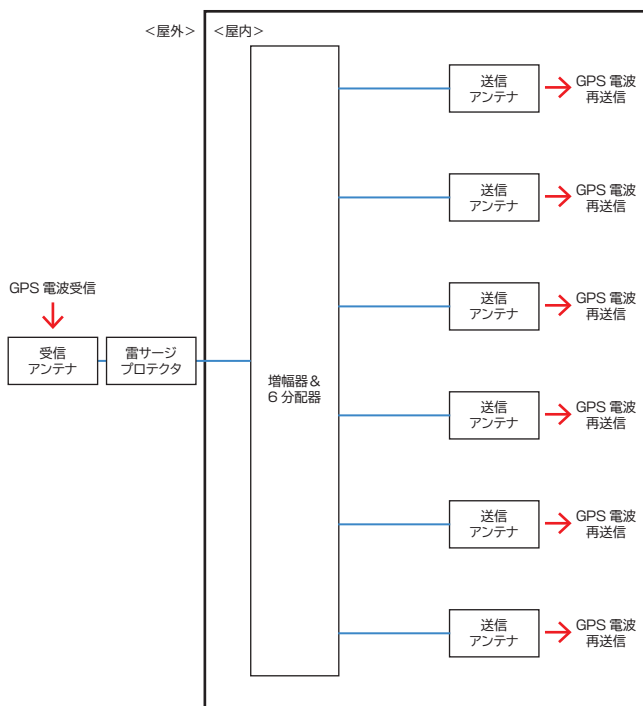 <屋外>
<屋内>
GPS 電波受信
受信
アンテナ
雷サージ
プロテクタ
増幅器&
6 分配器
送信
アンテナ
GPS 電波
再送信
送信
アンテナ
GPS 電波
再送信
送信
アンテナ
GPS 電波
再送信
送信
アンテナ
GPS 電波
再送信
送信
アンテナ
GPS 電波
再送信
送信
アンテナ
GPS 電波
再送信